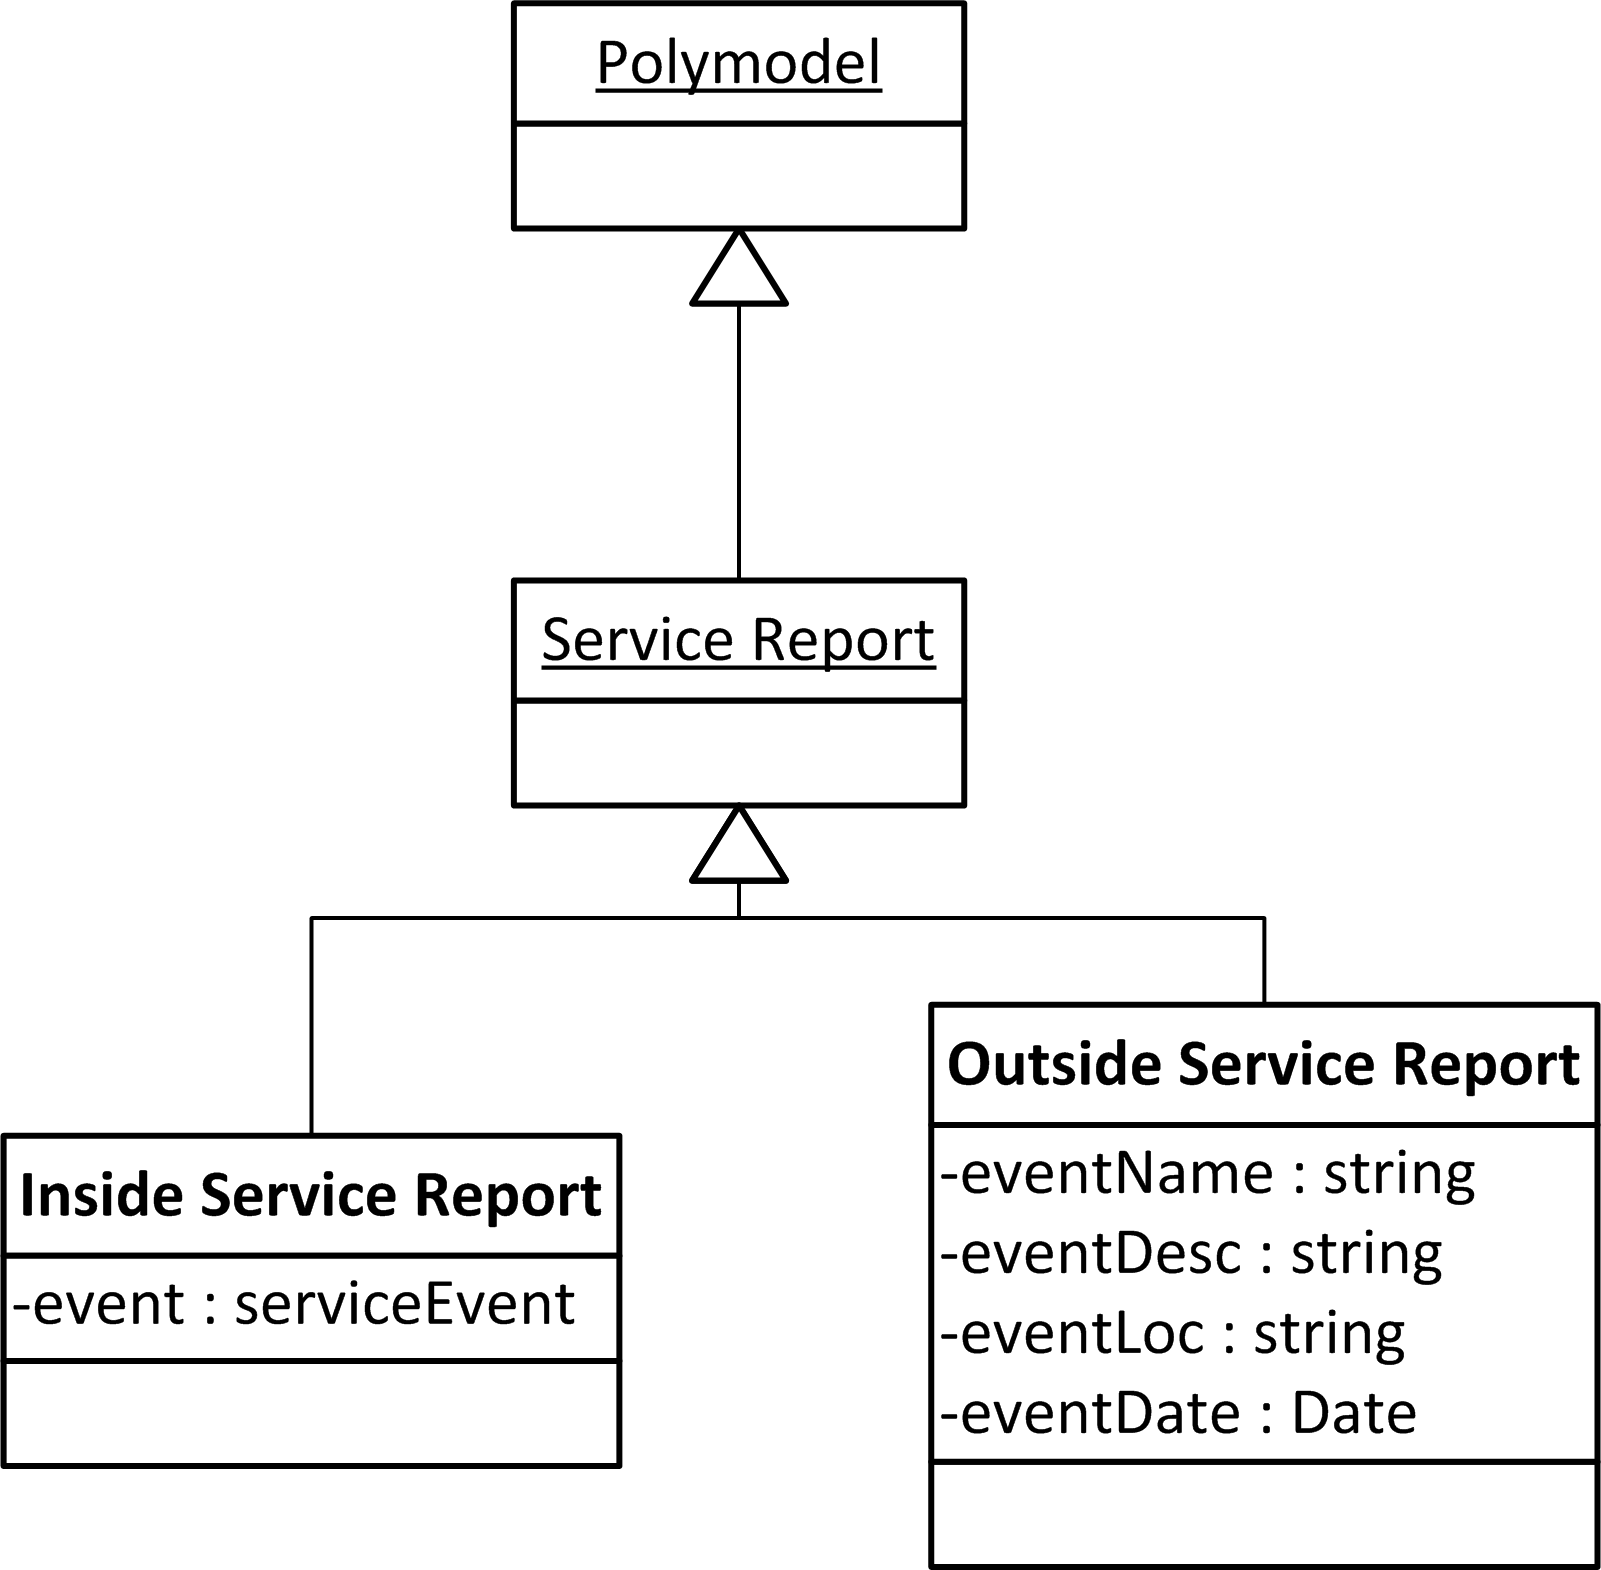 Polymodel
Service Report
Inside Service Report
-event : serviceEvent
Outside Service Report
-eventName : string
-eventDesc : string
-eventLoc : string
-eventDate : Date